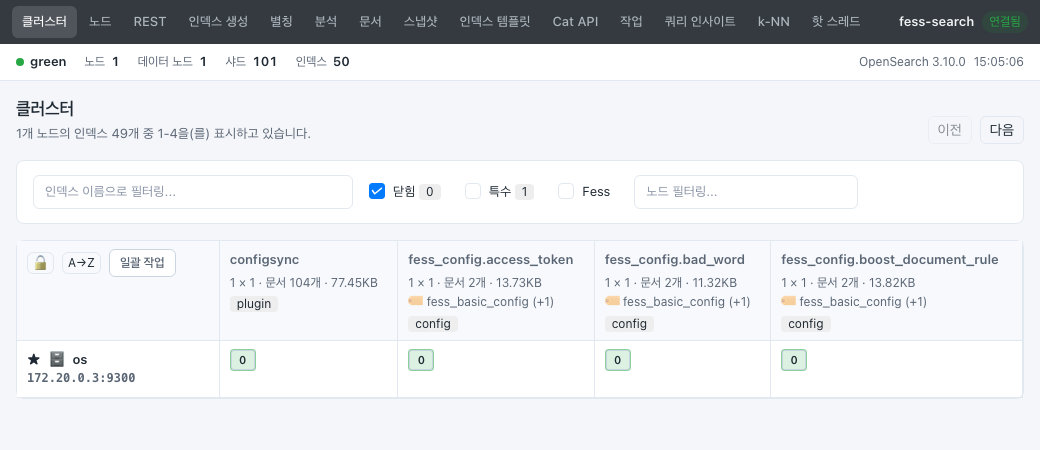 클러스터 노드 REST 인덱스 생성 별칭 분석 문서 스냅샷 인덱스 템플릿 Cat API 작업 쿼리 인사이트 k-NN 핫 스레드 fess-search 연결됨
green 노드 1 데이터 노드 1 샤드 101 인덱스 50 OpenSearch 3.10.0 15:05:06
클러스터
1개 노드의 인덱스 49개 중 1-4을(를) 표시하고 있습니다.
이전 다음
인덱스 이름으로 필터링... 닫힘 0 특수 1 Fess 노드 필터링...
A→Z 일괄 작업
configsync
1 × 1 · 문서 104개 · 77.45KB
plugin
fess_config.access_token
1 × 1 · 문서 2개 · 13.73KB
fess_basic_config (+1)
config
fess_config.bad_word
1 × 1 · 문서 2개 · 11.32KB
fess_basic_config (+1)
config
fess_config.boost_document_rule
1 × 1 · 문서 2개 · 13.82KB
fess_basic_config (+1)
config
★ os
172.20.0.3:9300
0 0 0 0